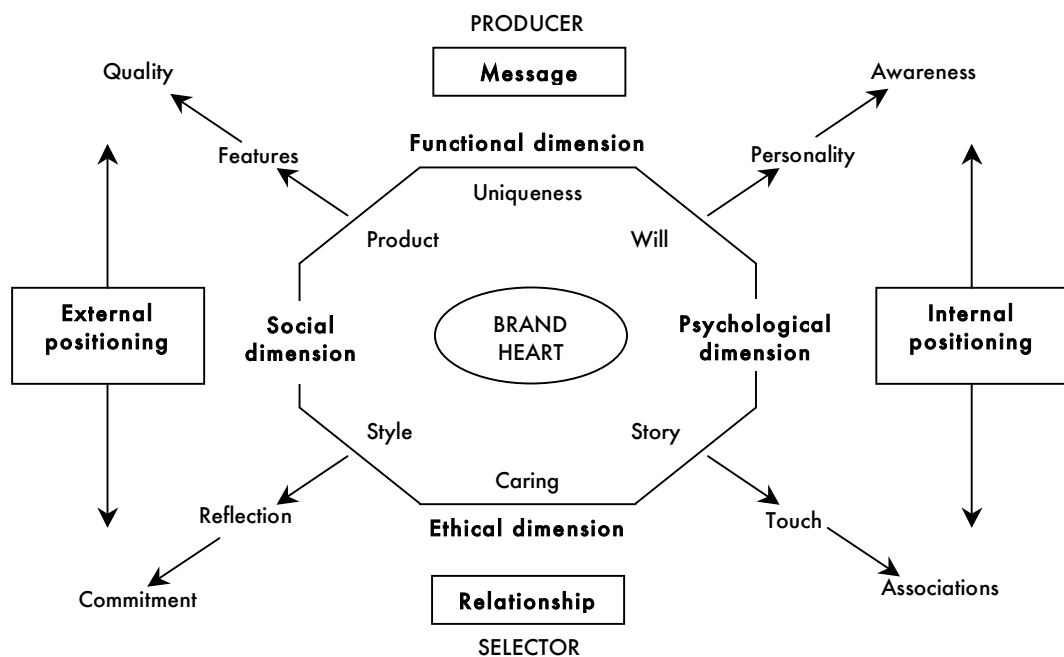 PRODUCER
Message
Quality
Awareness
Functional dimension
Features
Personality
Uniqueness
Product
Will
External
positioning
Social
dimension
BRAND
HEART
Psychological
dimension
Internal
positioning
Style
Story
Caring
Reflection
Ethical dimension
Touch
Commitment
Relationship
Associations
SELECTOR